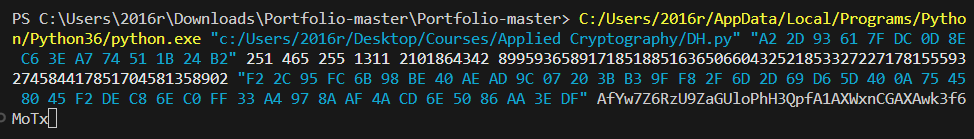 PS C:\Users\2016r\Downloads\Portfolio-master\Portfolio-master> C:/Users/2016r/AppData/Local/Programs/Pytho
n/Python36/python.exe "c:/Users/2016r/Desktop/Courses/Applied Cryptography/DH.py" "A2 2D 93 61 7F DC 0D 8E
C6 3E A7 74 51 1B 24 B2" 251 465 255 1311 2101864342 8995936589171851885163650660432521853327227178155593
274584417851704581358902 "F2 2C 95 FC 6B 98 BE 40 AE AD 9C 07 20 3B B3 9F F8 2F 6D 2D 69 D6 5D 40 0A 75 45
80 45 F2 DE C8 6E C0 FF 33 A4 97 8A AF 4A CD 6E 50 86 AA 3E DF" AfYw7Z6RzU9ZaGUloPhH3QpfA1AXWxnCGAXAwk3f6
MoTx